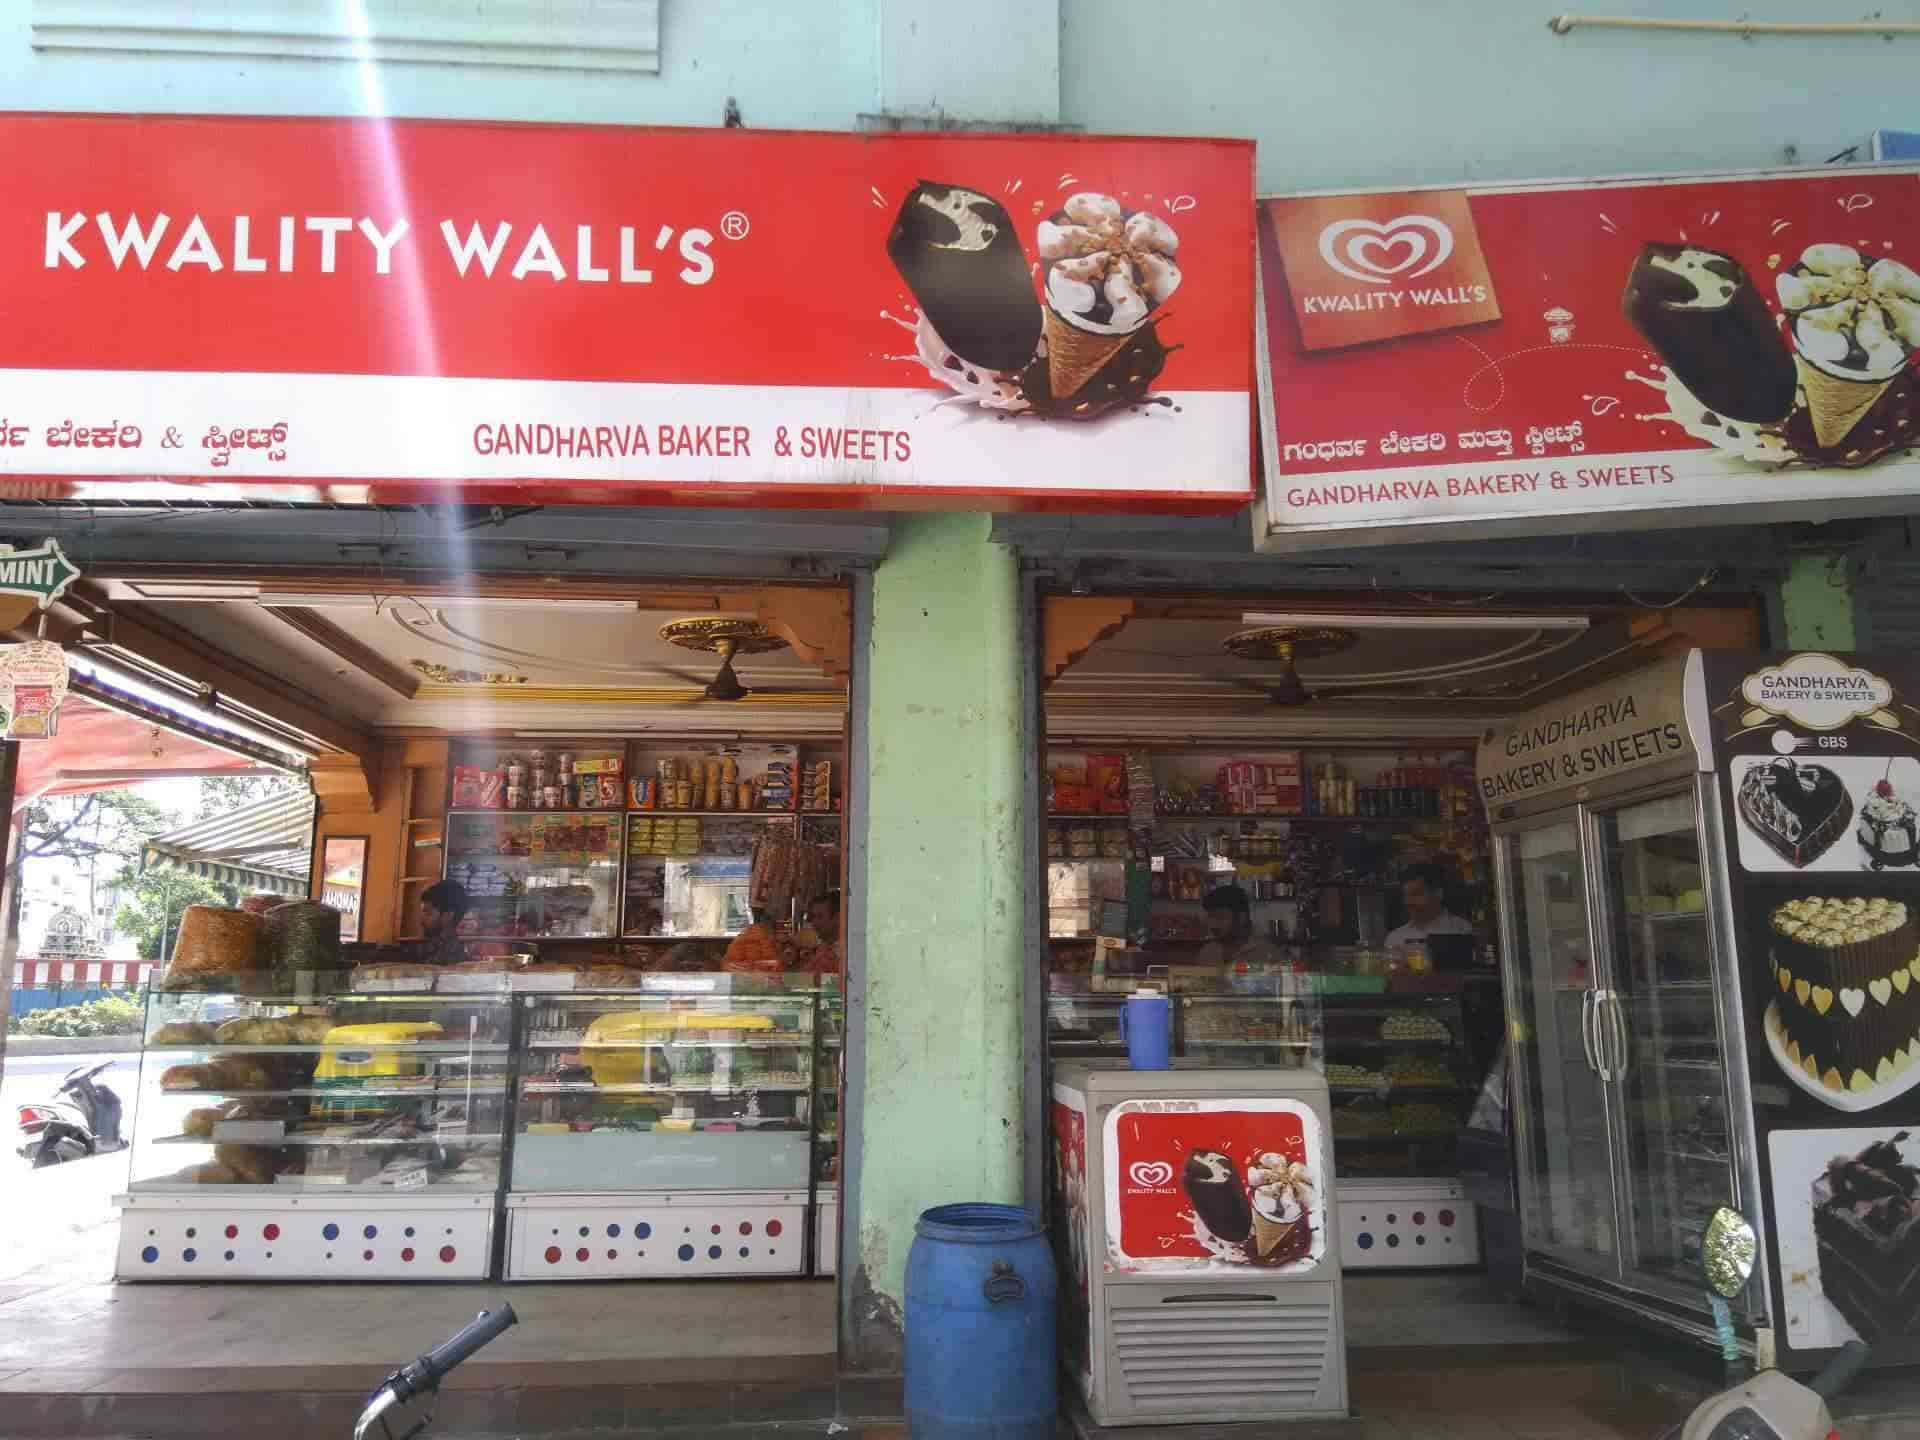 KWALITY WALL'S®
ರ್ವ ಬೇಕರಿ & ಸ್ವೀಟ್ಸ್
GANDHARVA BAKER & SWEETS
KWALITY WALL'S
ಗಂಧರ್ವ ಬೇಕರಿ ಮತ್ತು ಸ್ವೀಟ್ಸ್
GANDHARVA BAKERY & SWEETS
MINT
GANDHARVA
BAKERY & SWEETS
GANDHARVA
BAKERY & SWEETS
GBS
KWALITY WALL'S